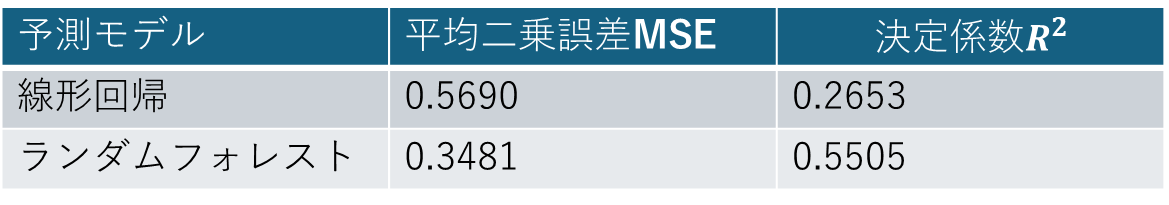 予測モデル 平均二乗誤差MSE 決定係数R²
線形回帰 0.5690 0.2653
ランダムフォレスト 0.3481 0.5505